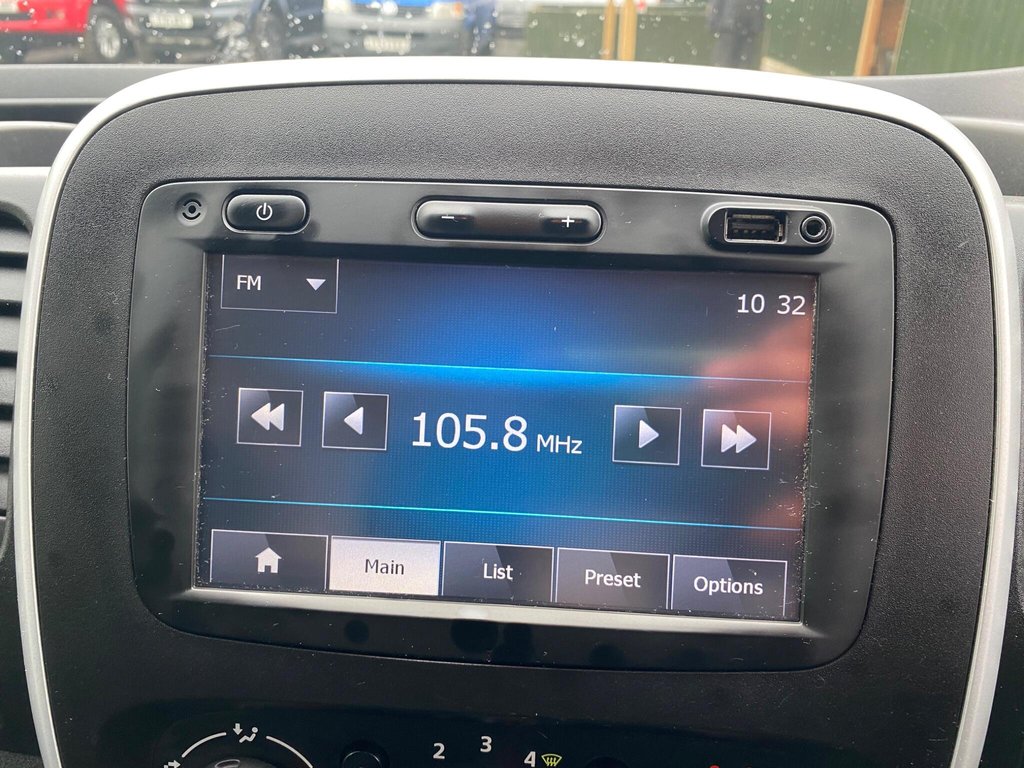 FM
10 32
105.8 MHz
Main List Preset Options
2 3 4